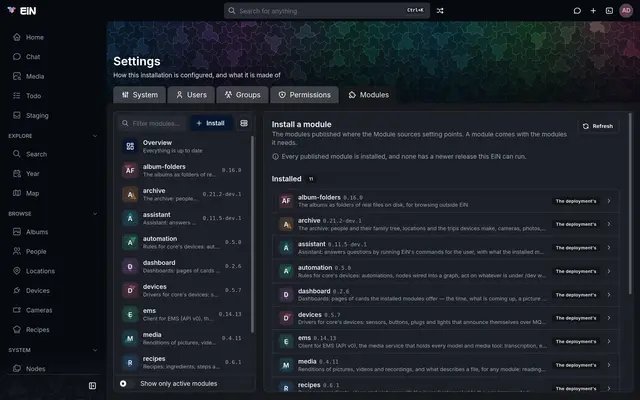 EiN
Search for anything
Ctrl+K
AD
Home
Chat
Media
Todo
Staging
EXPLORE
Search
Year
Map
BROWSE
Albums
People
Locations
Devices
Cameras
Recipes
SYSTEM
Nodes
Settings
How this installation is configured, and what it is made of
System
Users
Groups
Permissions
Modules
Filter modules...
+ Install
Overview
Everything is up to date
AF
album-folders
The albums as folders of re...
0.16.0
A
archive
The archive: people...
0.21.2-dev.1
A
assistant
Assistant: answers ...
0.11.5-dev.1
A
automation
Rules for core's devices: aut...
0.5.8
D
dashboard
Dashboards: pages of cards ...
0.2.6
D
devices
Drivers for core's devices: s...
0.5.7
E
ems
Client for EMS (API v0), th...
0.14.13
M
media
Renditions of pictures, vide...
0.4.11
R
recipes
Recipes: ingredients, steps a...
0.6.1
Show only active modules
Install a module
The modules published where the Module sources setting points. A module comes with the modules
it needs.
Refresh
Every published module is installed, and none has a newer release this EiN can run.
Installed 11
AF
album-folders 0.16.0
The albums as folders of real files on disk, for browsing outside EiN
The deployment's
A
archive 0.21.2-dev.1
The archive: people and their family tree, locations and the trips devices make, cameras, photos,...
The deployment's
A
assistant 0.11.5-dev.1
Assistant: answers questions by running EiN's commands for the user, with what the installed m...
The deployment's
A
automation 0.5.8
Rules for core's devices: automations, nodes wired into a graph, aid on whatever is under /dev w...
The deployment's
D
dashboard 0.2.6
Dashboards: pages of cards the installed modules offer — the time, what is coming up, a picture ...
The deployment's
D
devices 0.5.7
Drivers for core's devices: sensors, buttons, plugs and lights that announce themselves over MQ...
The deployment's
E
ems 0.14.13
Client for EMS (API v0), the media service that holds every model and media tool: transcription, e...
The deployment's
M
media 0.4.11
Renditions of pictures, videos and recordings, and what describes a file, for any module: reading...
The deployment's
R
recipes 0.6.1
The deployment's